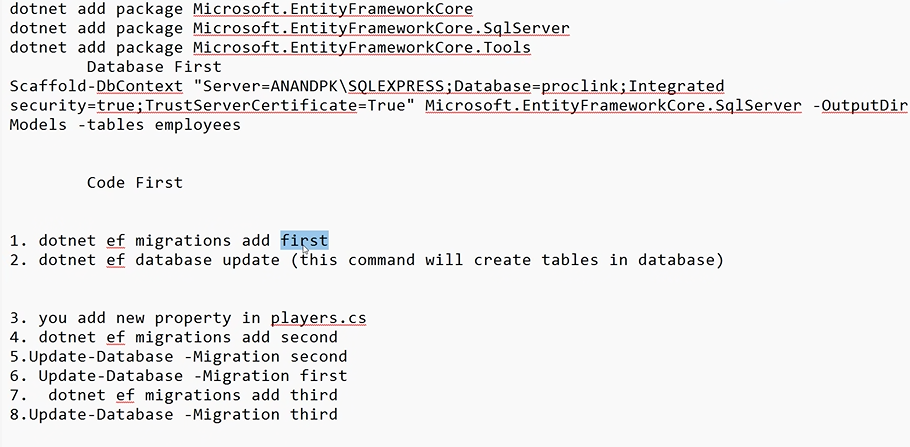 dotnet add package Microsoft.EntityFrameworkCore
dotnet add package Microsoft.EntityFrameworkCore.SqlServer
dotnet add package Microsoft.EntityFrameworkCore.Tools
Database First
Scaffold-DbContext "Server=ANANDPK\SQLEXPRESS;Database=proclink;Integrated
security=true;TrustServerCertificate=True" Microsoft.EntityFrameworkCore.SqlServer -OutputDir
Models -tables employees
Code First
1. dotnet ef migrations add first
2. dotnet ef database update (this command will create tables in database)
3. you add new property in players.cs
4. dotnet ef migrations add second
5.Update-Database -Migration second
6. Update-Database -Migration first
7.  dotnet ef migrations add third
8.Update-Database -Migration third